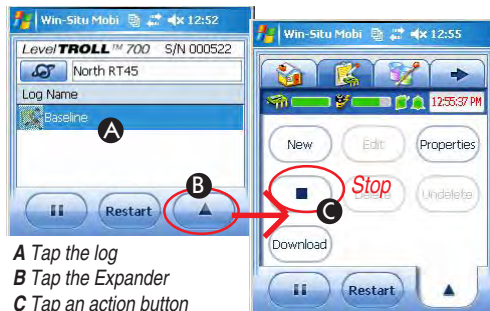 Win-Situ Mobi 12:52
Level TROLL™ 700 S/N 000522
North RT45
Log Name
Baseline
A
B
Restart
A Tap the log
B Tap the Expander
C Tap an action button
Win-Situ Mobi 12:55
12:55:37 PM
New Edit Properties
Stop
Delete Undelete
C
Download
Restart